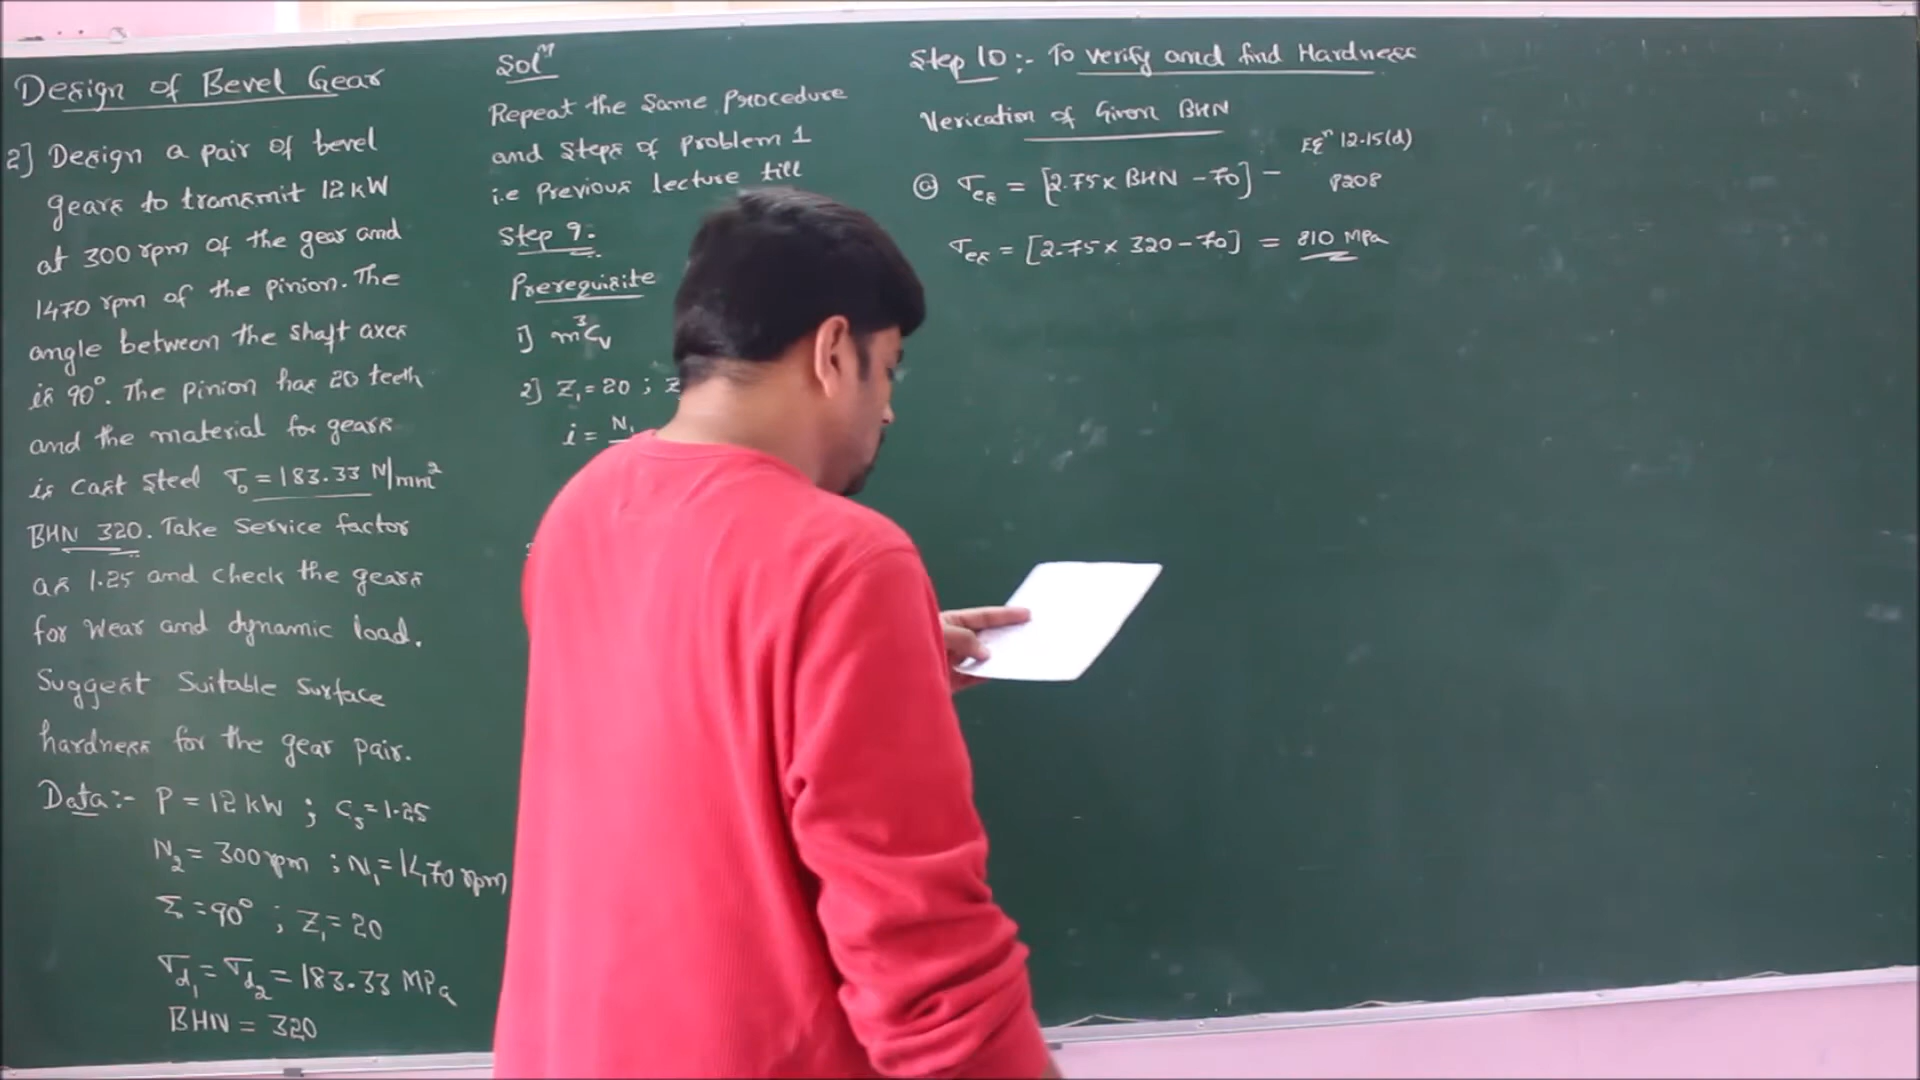 Design of Bevel Gear
2] Design a pair of bevel
gears to transmit 12 kW
at 300 rpm of the gear and
1470 rpm of the pinion. The
angle between the shaft axes
is 90°. The pinion has 20 teeth
and the material for gears
is Cast steel σo = 183.33 N/mm²
BHN 320. Take Service factor
as 1.25 and check the gears
for Wear and dynamic load.
Suggest Suitable Surface
hardness for the gear pair.
Data:- P = 12 kW ; Cs = 1.25
N2 = 300 rpm ; N1 = 1470 rpm
Σ = 90° ; Z1 = 20
σd1 = σd2 = 183.33 MPa
BHN = 320
Solⁿ
Repeat the Same Procedure
and Steps of Problem 1
i.e Previous lecture till
Step 9.
Prerequisite
1) m³Cv
2] Z1 = 20 ; Z
i = N1
Step 10:- To verify and find Hardness
Verication of Given BHN
ⓐ σes = [2.75 × BHN - 70] - Eqⁿ 12.15(d)
P208
σes = [2.75 × 320 - 70] = 810 MPa